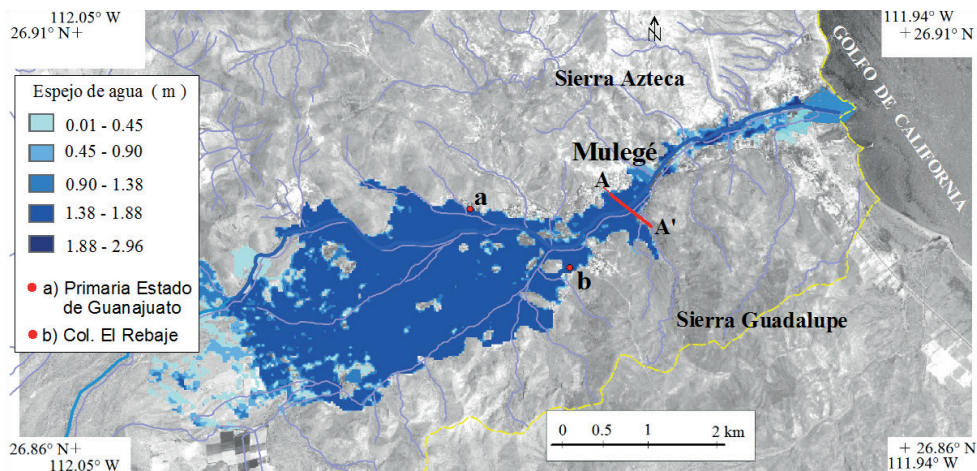 112.05° W
26.91° N+
111.94° W
+ 26.91° N
N
GOLFO DE CALIFORNIA
Sierra Azteca
Espejo de agua ( m )
0.01 - 0.45
0.45 - 0.90
0.90 - 1.38
1.38 - 1.88
1.88 - 2.96
a) Primaria Estado
de Guanajuato
b) Col. El Rebaje
Mulegé
A
A'
a
b
Sierra Guadalupe
0 0.5 1 2 km
26.86° N+
112.05° W
+ 26.86° N
111.94° W